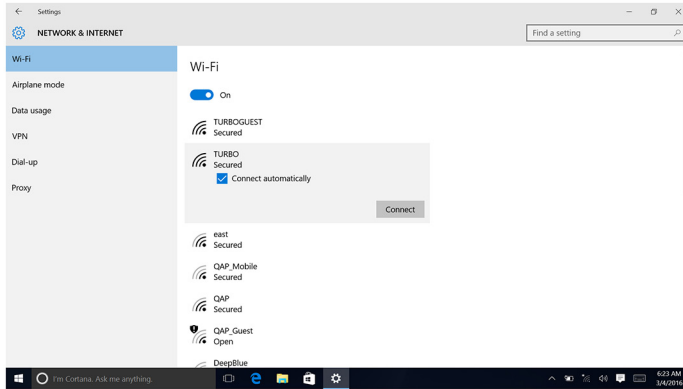 Settings
NETWORK & INTERNET
Find a setting
Wi-Fi
Airplane mode
Data usage
VPN
Dial-up
Proxy
Wi-Fi
On
TURBOGUEST
Secured
TURBO
Secured
Connect automatically
Connect
east
Secured
QAP_Mobile
Secured
QAP
Secured
QAP_Guest
Open
DeepBlue
I'm Cortana. Ask me anything.
6:23 AM
3/4/2016